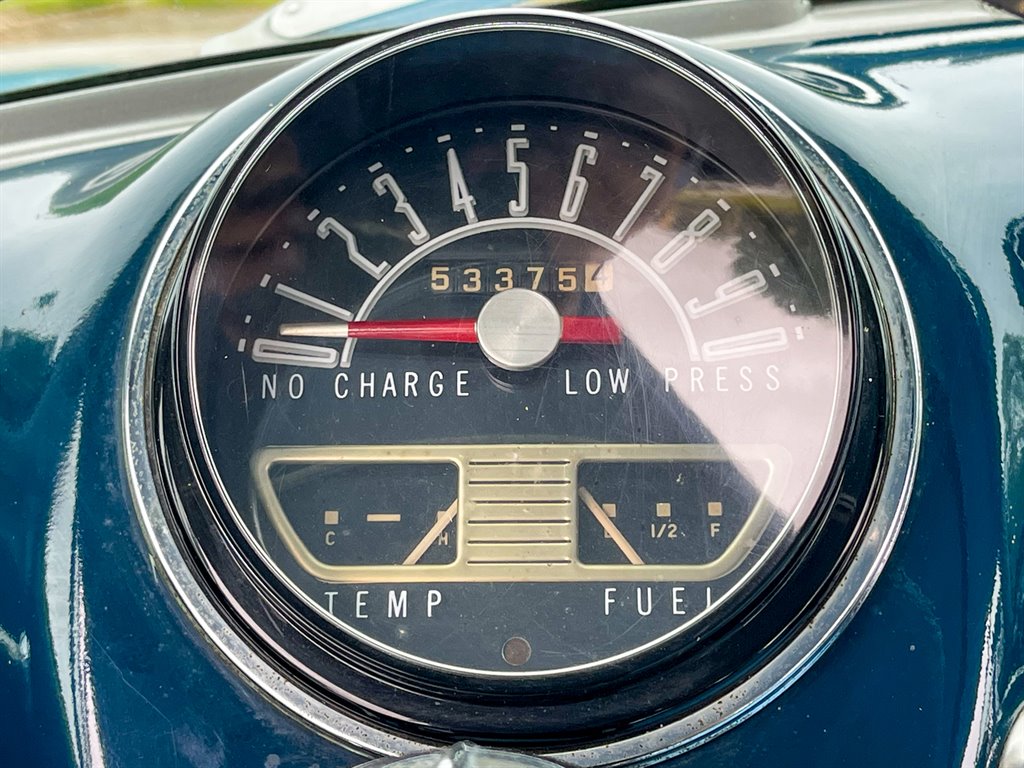 0 1 2 3 4 5 6 7 8 9 0
533754
NO CHARGE LOW PRESS
C H E 1/2 F
TEMP FUEL